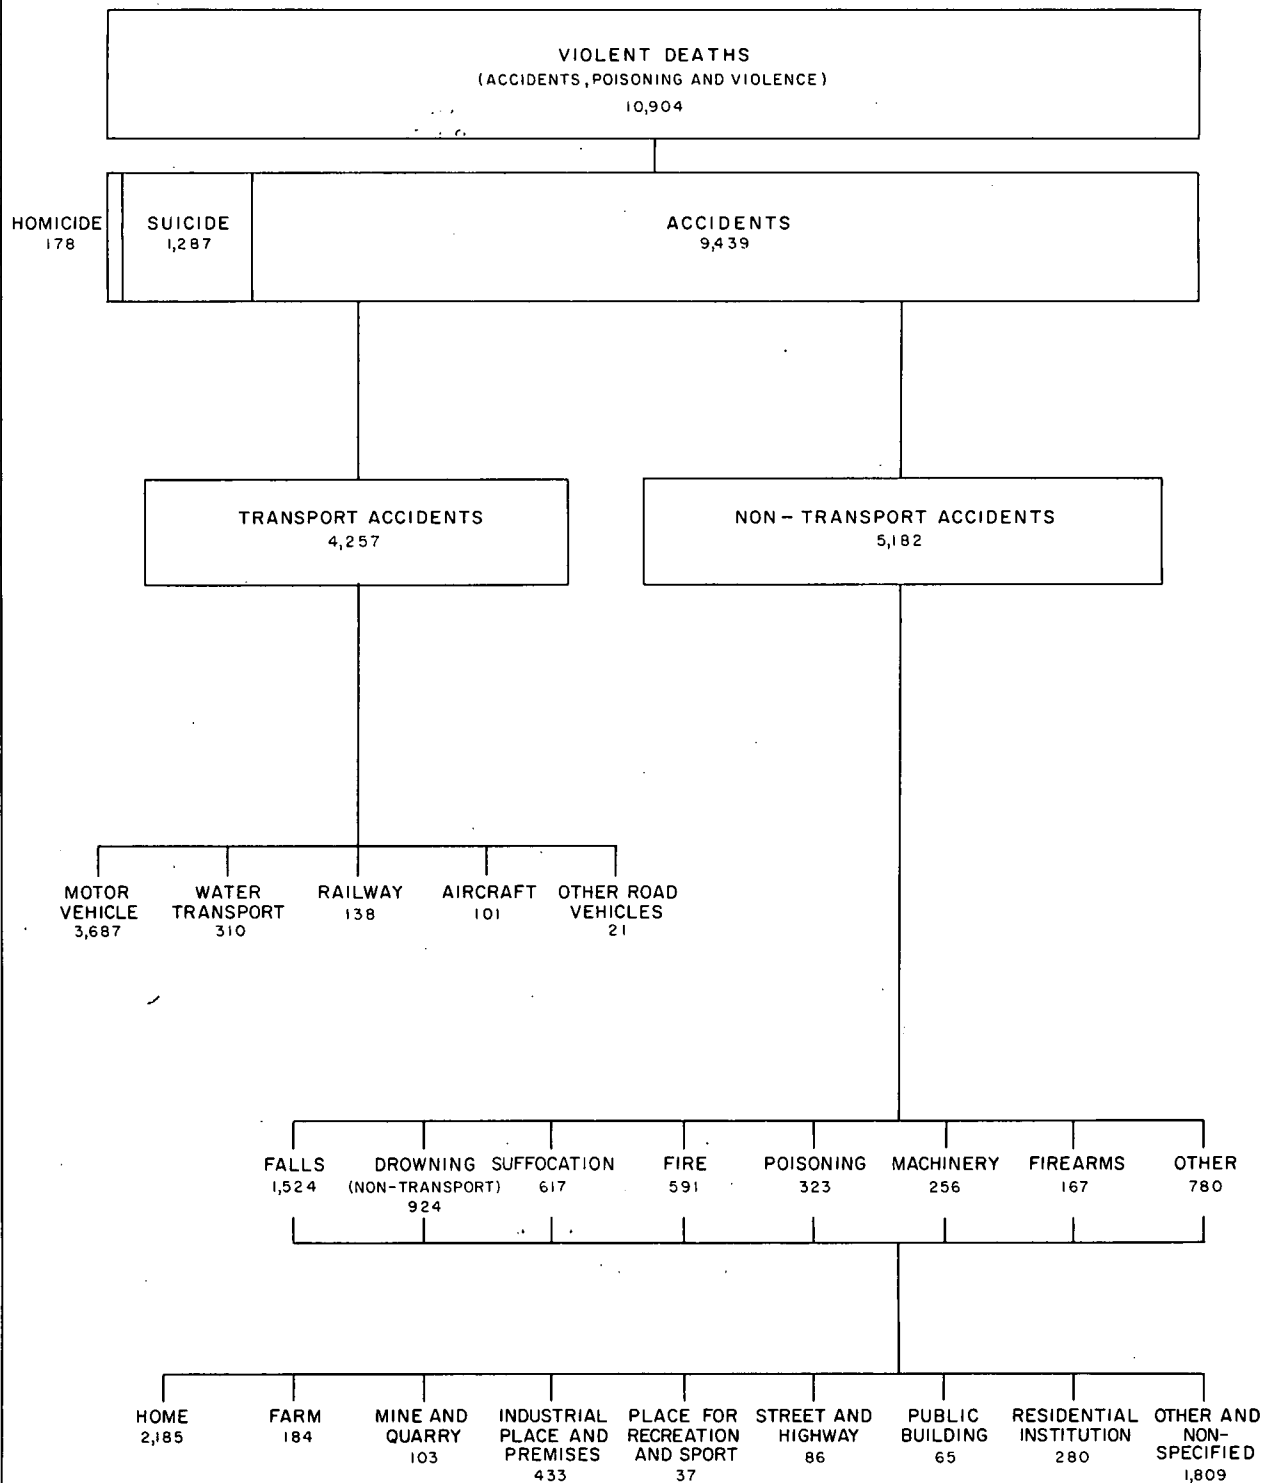 VIOLENT DEATHS
(ACCIDENTS, POISONING AND VIOLENCE)
10,904
HOMICIDE
178
SUICIDE
1,287
ACCIDENTS
9,439
TRANSPORT ACCIDENTS
4,257
NON-TRANSPORT ACCIDENTS
5,182
MOTOR
VEHICLE
3,687
WATER
TRANSPORT
310
RAILWAY
138
AIRCRAFT
101
OTHER ROAD
VEHICLES
21
FALLS
1,524
DROWNING
(NON-TRANSPORT)
924
SUFFOCATION
617
FIRE
591
POISONING
323
MACHINERY
256
FIREARMS
167
OTHER
780
HOME
2,185
FARM
184
MINE AND
QUARRY
103
INDUSTRIAL
PLACE AND
PREMISES
433
PLACE FOR
RECREATION
AND SPORT
37
STREET AND
HIGHWAY
86
PUBLIC
BUILDING
65
RESIDENTIAL
INSTITUTION
280
OTHER AND
NON-
SPECIFIED
1,809